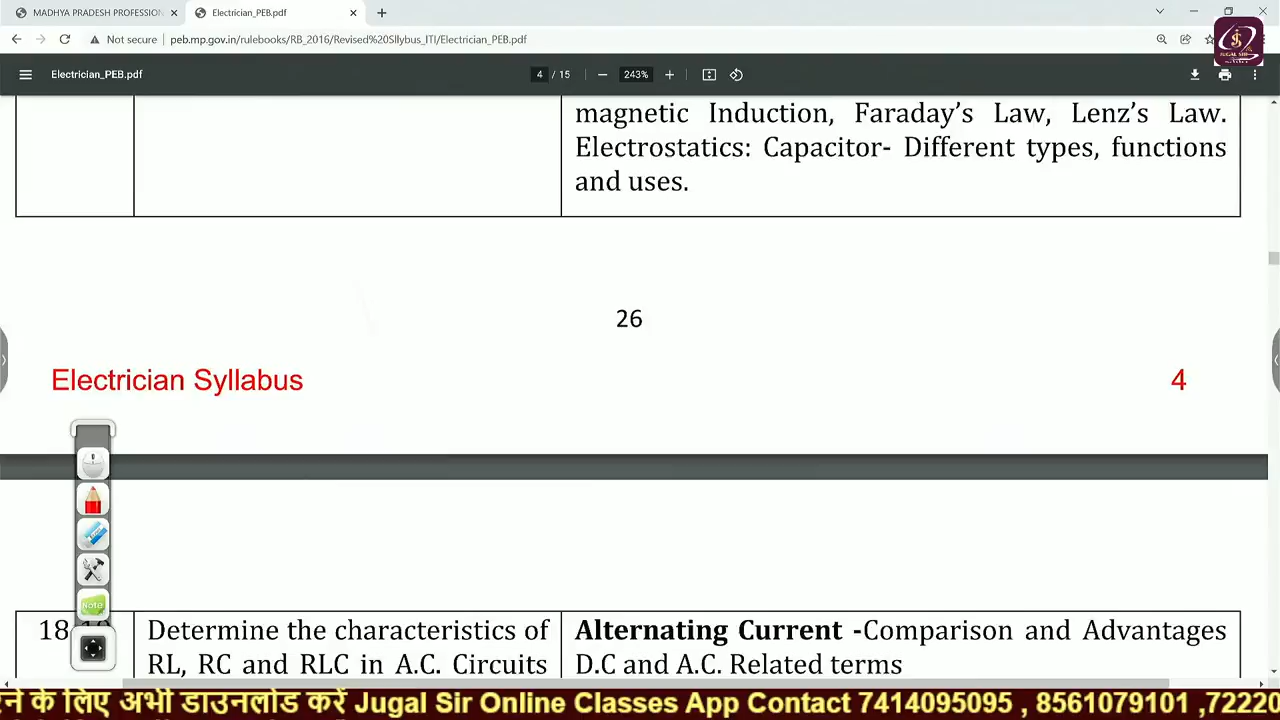 MADHYA PRADESH PROFESSION
Electrician_PEB.pdf
Not secure
peb.mp.gov.in/rulebooks/RB_2016/Revised%20Sllybus_ITI/Electrician_PEB.pdf
JUGAL SIR
Electrician_PEB.pdf
4 / 15
243%
magnetic Induction, Faraday's Law, Lenz's Law.
Electrostatics: Capacitor- Different types, functions
and uses.
26
Electrician Syllabus
4
Note
18
Determine the characteristics of
RL, RC and RLC in A.C. Circuits
Alternating Current -Comparison and Advantages
D.C and A.C. Related terms
के लिए अभी डाउनलोड करें Jugal Sir Online Classes App Contact 7414095095 , 8561079101 ,72220